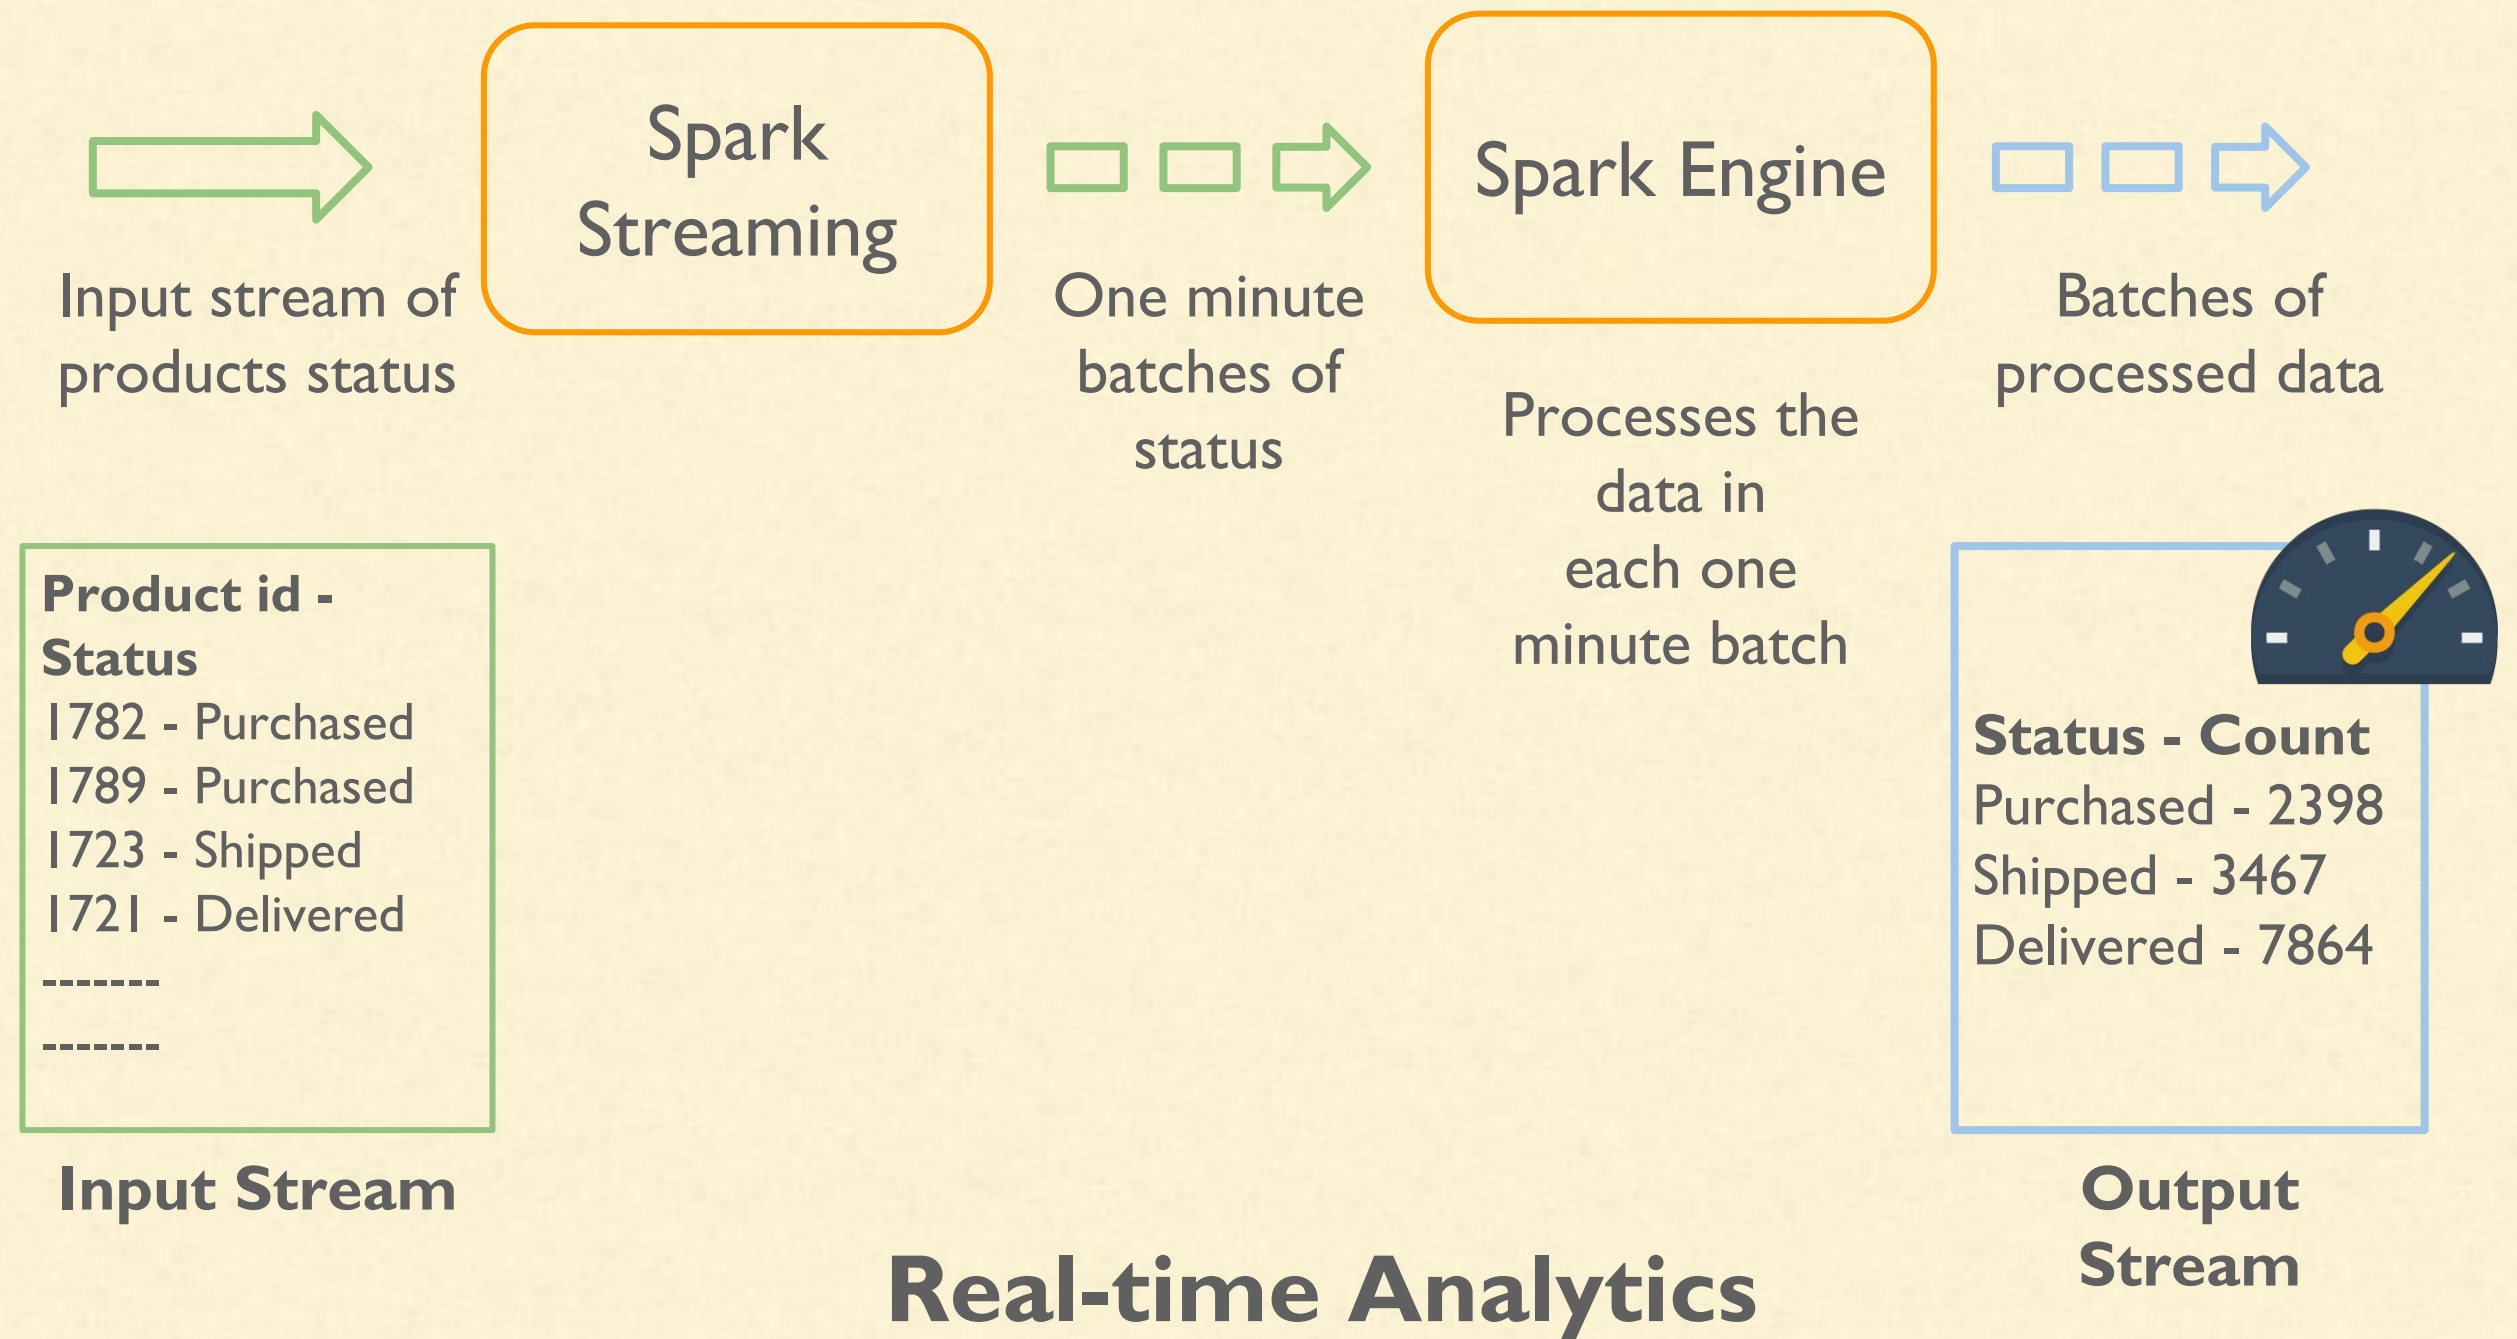 Spark
Streaming
Spark Engine
Input stream of
products status
One minute
batches of
status
Processes the
data in
each one
minute batch
Batches of
processed data
Product id -
Status
1782 - Purchased
1789 - Purchased
1723 - Shipped
1721 - Delivered
-------
-------
Input Stream
Status - Count
Purchased - 2398
Shipped - 3467
Delivered - 7864
Output
Stream
Real-time Analytics